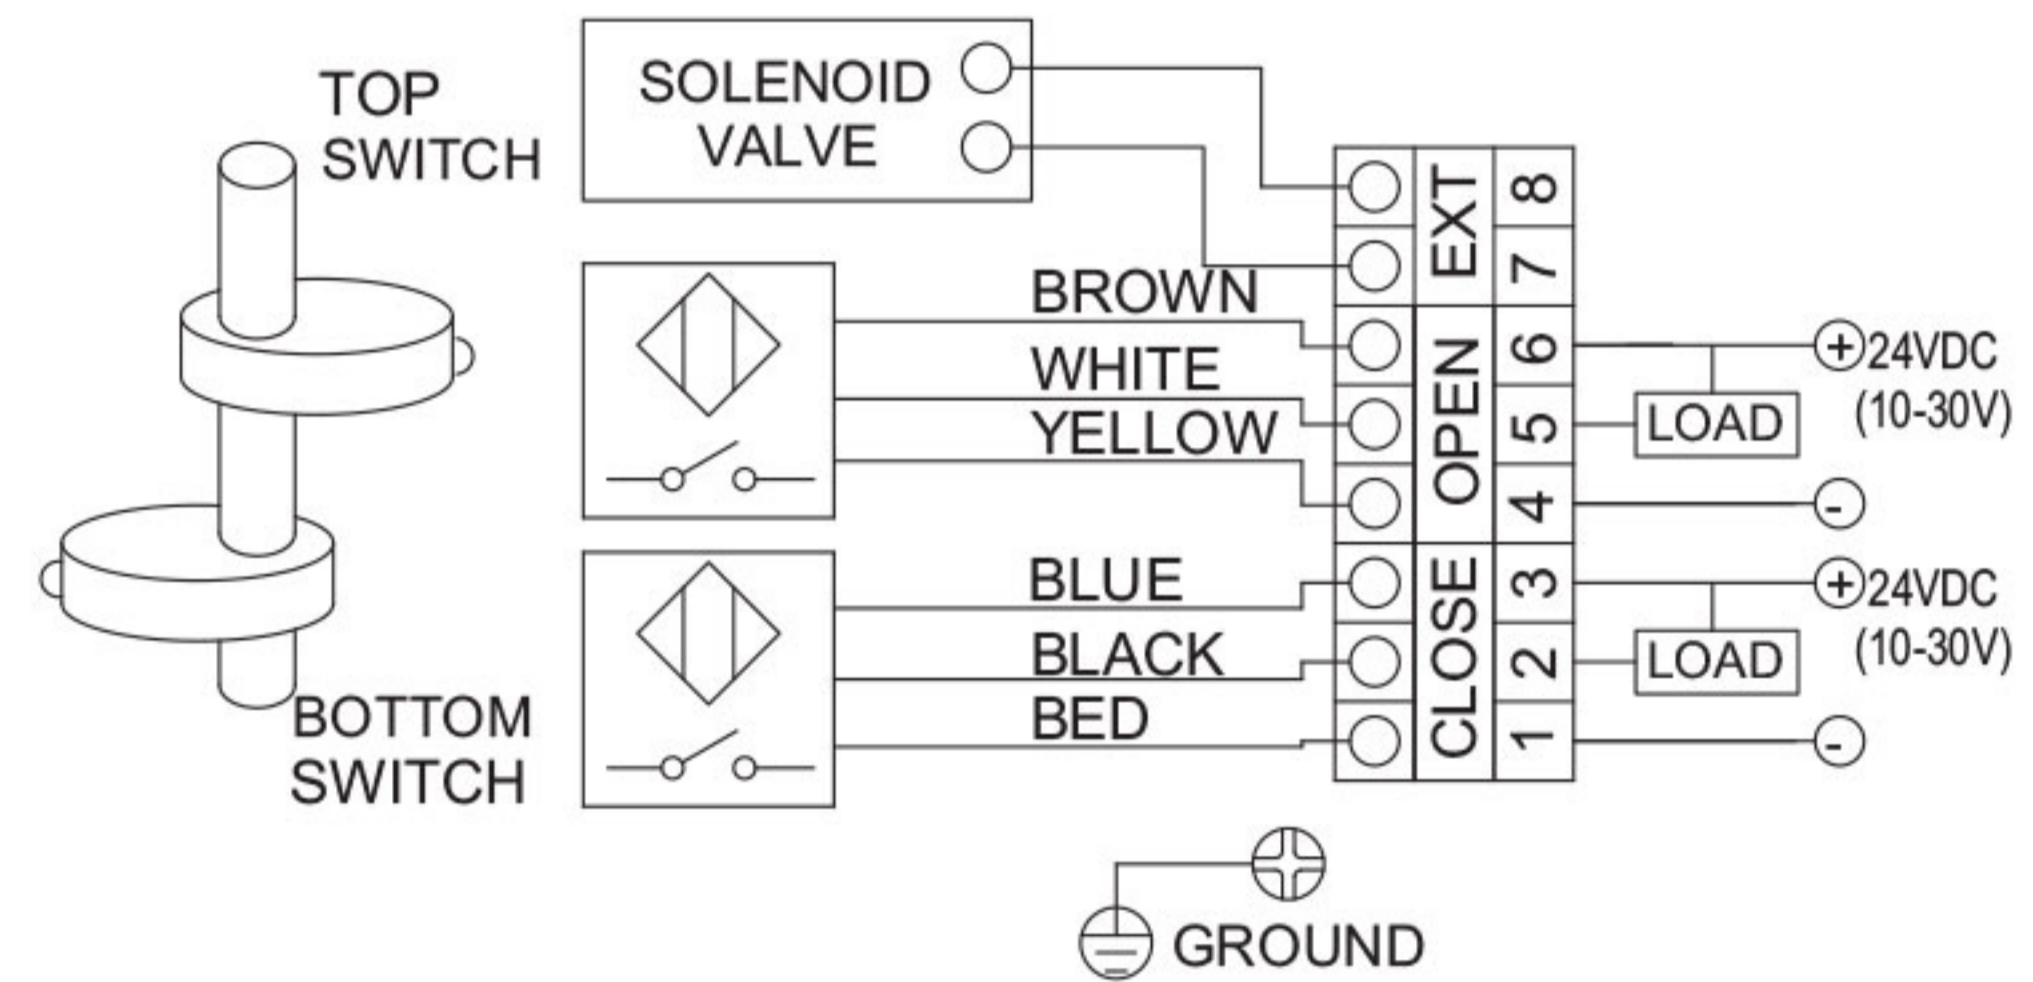 TOP
SWITCH
SOLENOID
VALVE
BROWN
WHITE
YELLOW
BLUE
BLACK
BED
BOTTOM
SWITCH
EXT
OPEN
CLOSE
8
7
6
5
4
3
2
1
+ 24VDC
(10-30V)
LOAD
-
+ 24VDC
(10-30V)
LOAD
-
GROUND